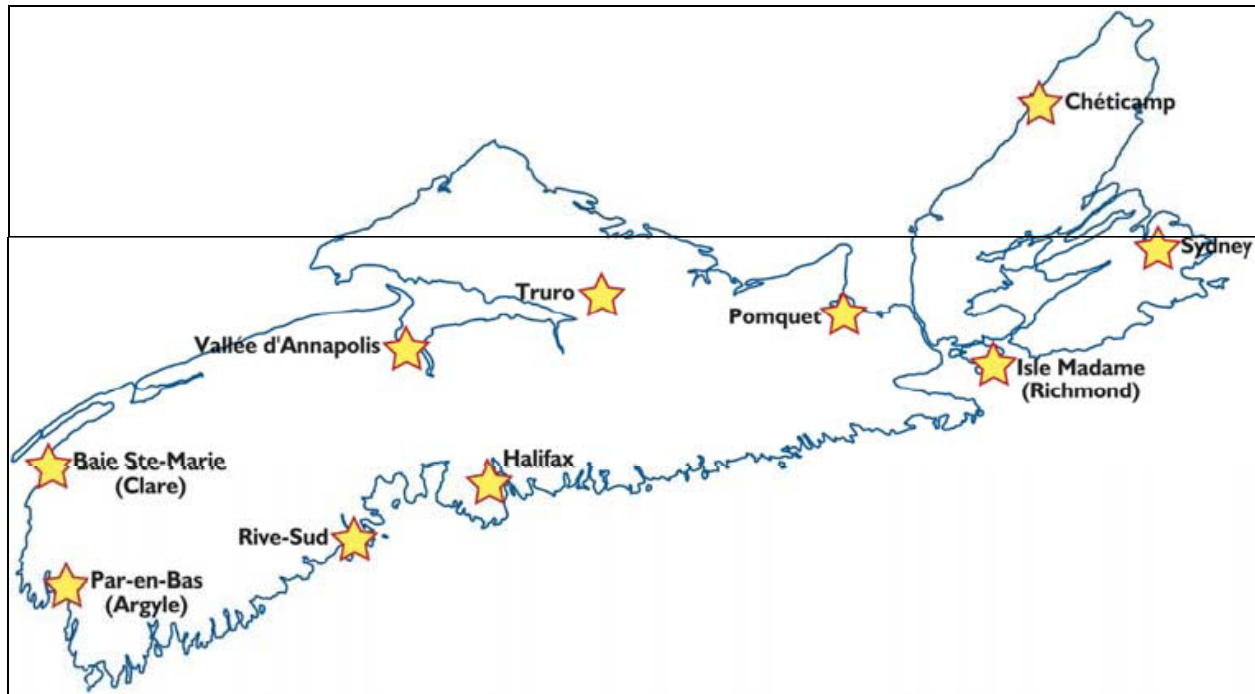 Chéticamp
Sydney
Truro
Pomquet
Vallée d'Annapolis
Isle Madame
(Richmond)
Baie Ste-Marie
(Clare)
Halifax
Rive-Sud
Par-en-Bas
(Argyle)